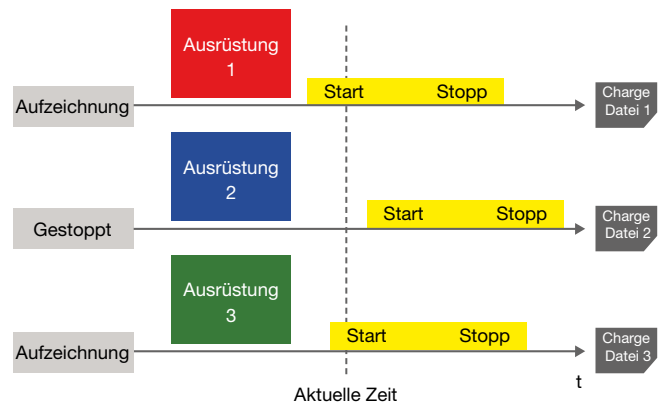 Ausrüstung
1
Start Stopp
Aufzeichnung
Charge
Datei 1
Ausrüstung
2
Start Stopp
Gestoppt
Charge
Datei 2
Ausrüstung
3
Start Stopp
Aufzeichnung
Charge
Datei 3
t
Aktuelle Zeit